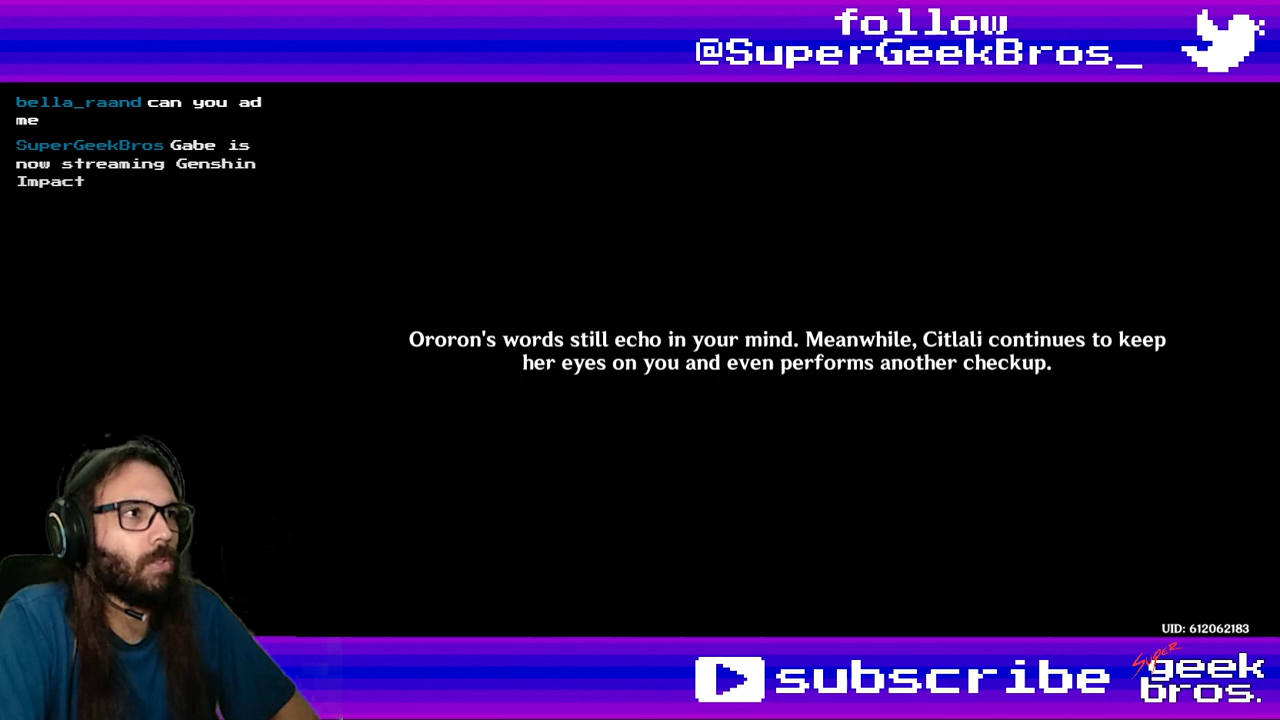 follow
@SuperGeekBros_
bella_raand can you ad
me
SuperGeekBros Gabe is
now streaming Genshin
Impact
Ororon's words still echo in your mind. Meanwhile, Citlali continues to keep
her eyes on you and even performs another checkup.
UID: 612062183
subscribe
SUPER
geek
bros.